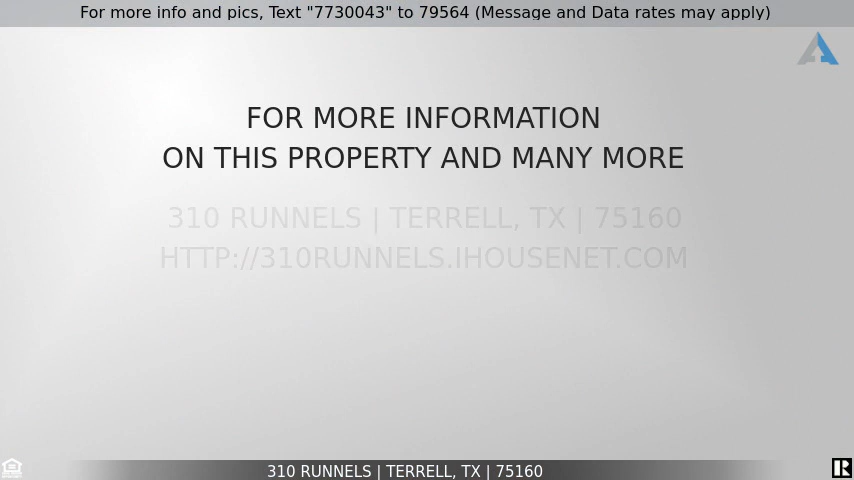 For more info and pics, Text "7730043" to 79564 (Message and Data rates may apply)
FOR MORE INFORMATION
ON THIS PROPERTY AND MANY MORE
310 RUNNELS | TERRELL, TX | 75160
HTTP://310RUNNELS.IHOUSENET.COM
310 RUNNELS | TERRELL, TX | 75160